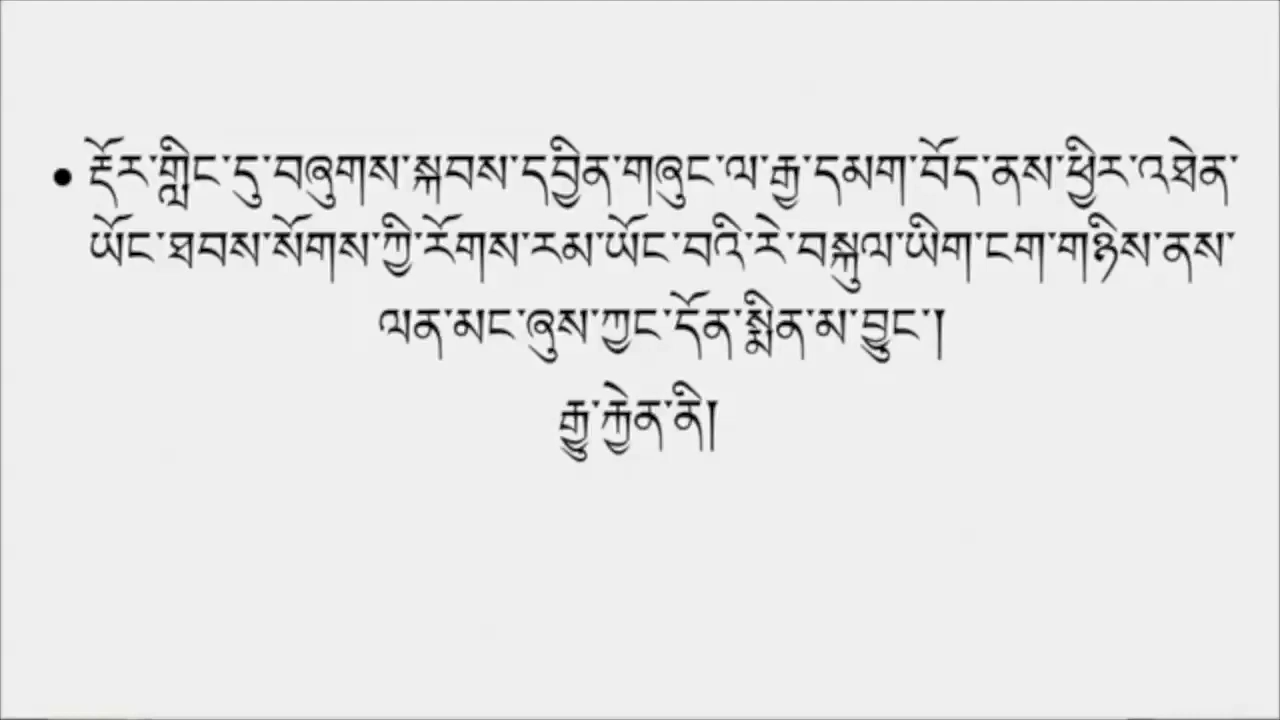 • རྡོར་གླིང་དུ་བཞུགས་སྐབས་དབྱིན་གཞུང་ལ་རྒྱ་དམག་བོད་ནས་ཕྱིར་འཐེན་
ཡོང་ཐབས་སོགས་ཀྱི་རོགས་རམ་ཡོང་བའི་རེ་བསྐུལ་ཡིག་ངག་གཉིས་ནས་
ལན་མང་ཞུས་ཀྱང་དོན་སྨིན་མ་བྱུང་།
རྒྱུ་རྐྱེན་ནི།